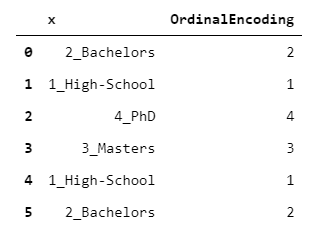 x OrdinalEncoding
0 2_Bachelors 2
1 1_High-School 1
2 4_PhD 4
3 3_Masters 3
4 1_High-School 1
5 2_Bachelors 2